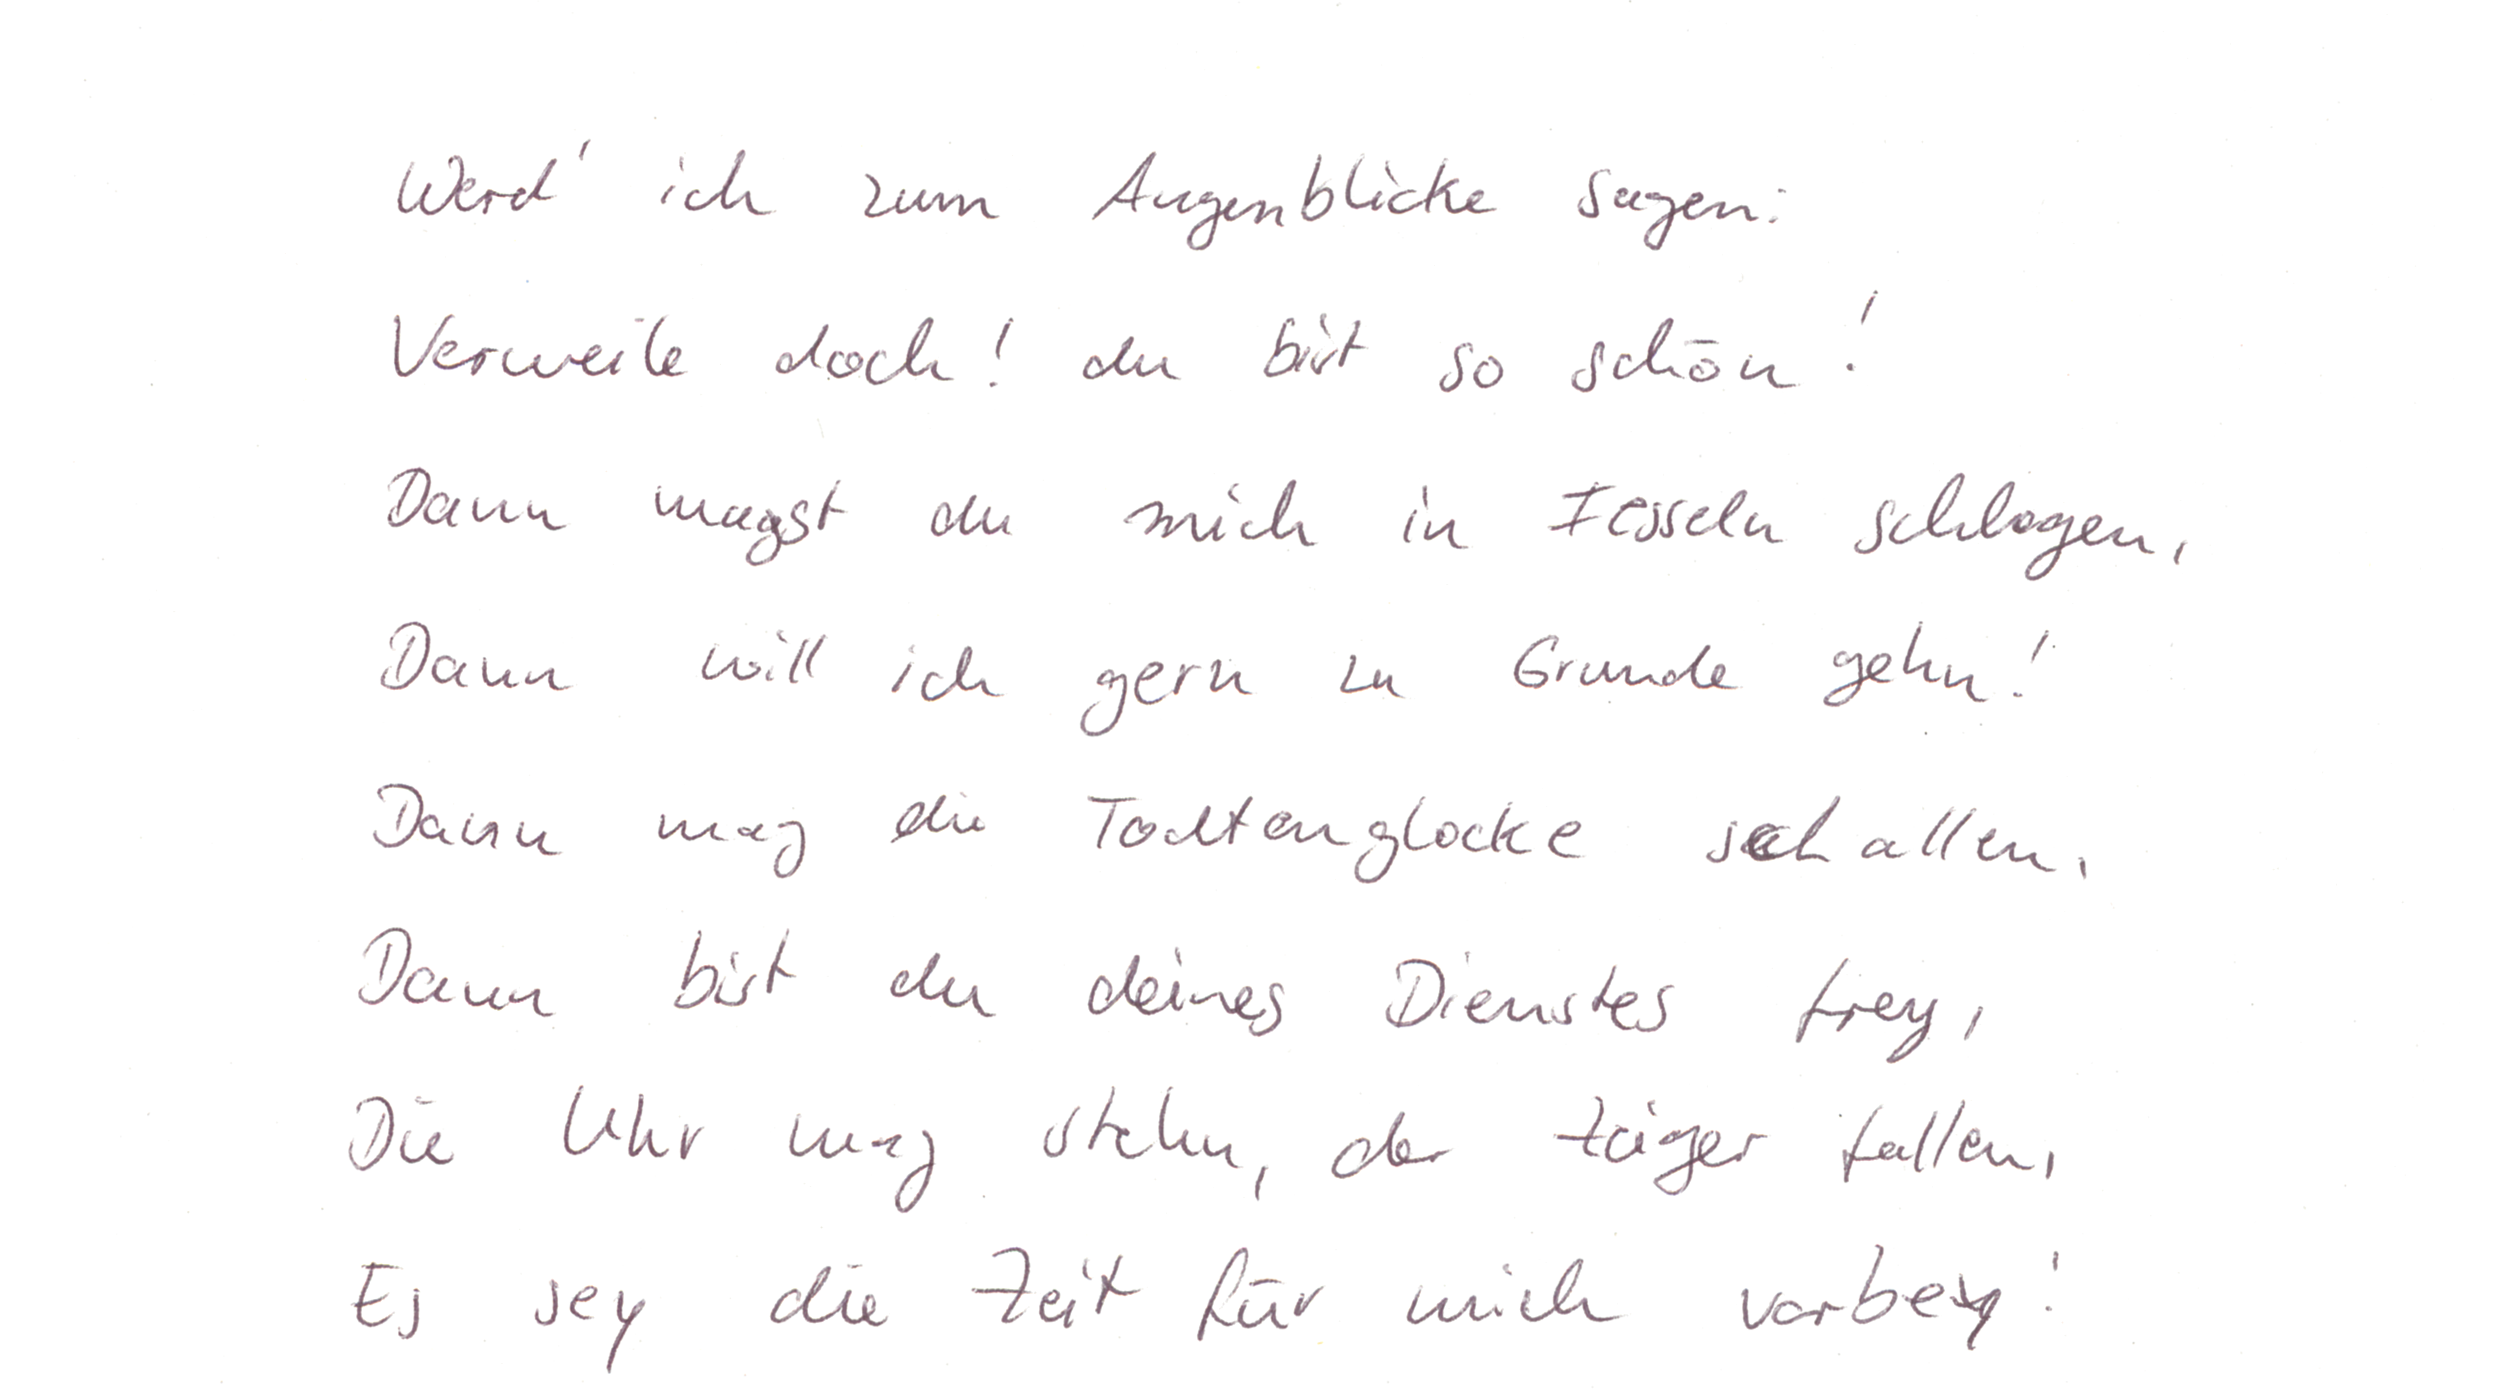 Werd' ich zum Augenblicke sagen:
Verweile doch! du bist so schön!
Dann magst du mich in Fesseln schlagen,
Dann will ich gern zu Grunde gehn!
Dann mag die Todtenglocke schallen,
Dann bist du deines Dienstes frey,
Die Uhr mag stehn, der Zeiger fallen,
Es sey die Zeit für mich vorbey!